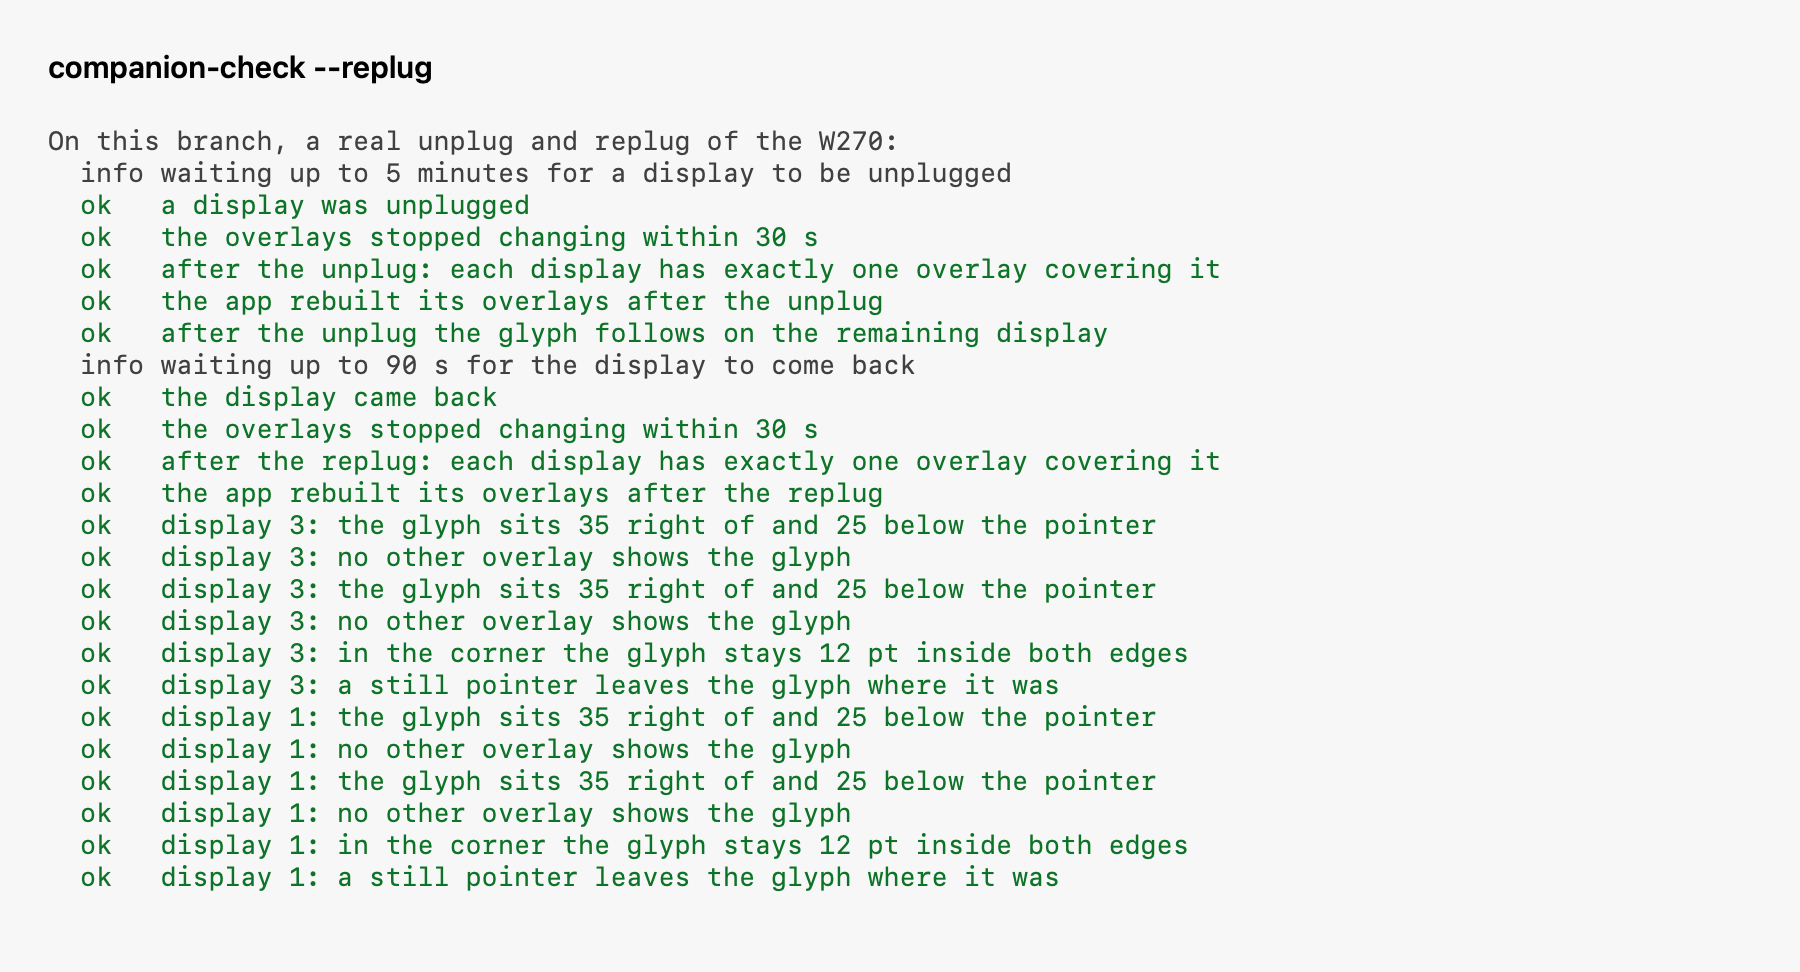 companion-check --replug
On this branch, a real unplug and replug of the W270:
info waiting up to 5 minutes for a display to be unplugged
ok a display was unplugged
ok the overlays stopped changing within 30 s
ok after the unplug: each display has exactly one overlay covering it
ok the app rebuilt its overlays after the unplug
ok after the unplug the glyph follows on the remaining display
info waiting up to 90 s for the display to come back
ok the display came back
ok the overlays stopped changing within 30 s
ok after the replug: each display has exactly one overlay covering it
ok the app rebuilt its overlays after the replug
ok display 3: the glyph sits 35 right of and 25 below the pointer
ok display 3: no other overlay shows the glyph
ok display 3: the glyph sits 35 right of and 25 below the pointer
ok display 3: no other overlay shows the glyph
ok display 3: in the corner the glyph stays 12 pt inside both edges
ok display 3: a still pointer leaves the glyph where it was
ok display 1: the glyph sits 35 right of and 25 below the pointer
ok display 1: no other overlay shows the glyph
ok display 1: the glyph sits 35 right of and 25 below the pointer
ok display 1: no other overlay shows the glyph
ok display 1: in the corner the glyph stays 12 pt inside both edges
ok display 1: a still pointer leaves the glyph where it was